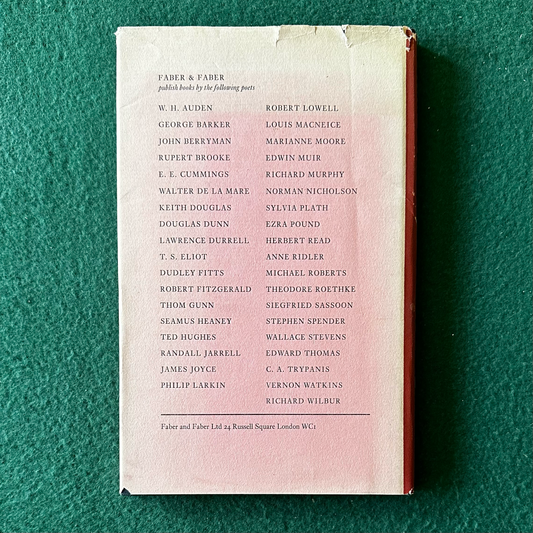 FABER & FABER
publish books by the following poets
W. H. AUDEN
GEORGE BARKER
JOHN BERRYMAN
RUPERT BROOKE
E. E. CUMMINGS
WALTER DE LA MARE
KEITH DOUGLAS
DOUGLAS DUNN
LAWRENCE DURRELL
T. S. ELIOT
DUDLEY FITTS
ROBERT FITZGERALD
THOM GUNN
SEAMUS HEANEY
TED HUGHES
RANDALL JARRELL
JAMES JOYCE
PHILIP LARKIN
ROBERT LOWELL
LOUIS MACNEICE
MARIANNE MOORE
EDWIN MUIR
RICHARD MURPHY
NORMAN NICHOLSON
SYLVIA PLATH
EZRA POUND
HERBERT READ
ANNE RIDLER
MICHAEL ROBERTS
THEODORE ROETHKE
SIEGFRIED SASSOON
STEPHEN SPENDER
WALLACE STEVENS
EDWARD THOMAS
C. A. TRYPANIS
VERNON WATKINS
RICHARD WILBUR
Faber and Faber Ltd 24 Russell Square London WC1